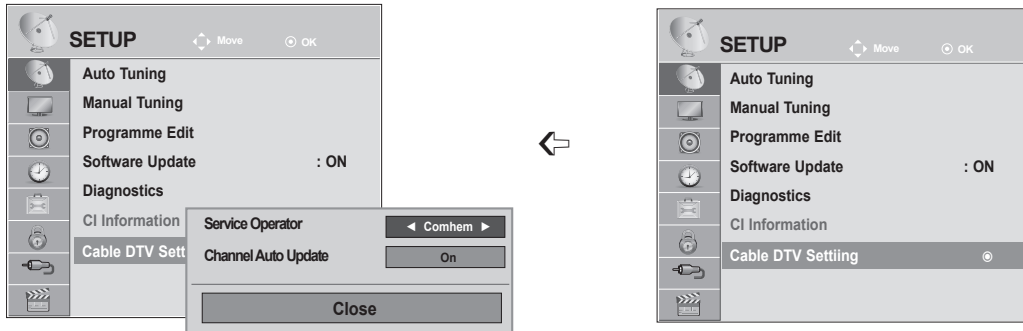 SETUP Move OK
Auto Tuning
Manual Tuning
Programme Edit
Software Update : ON
Diagnostics
CI Information
Cable DTV Sett
Service Operator ◄ Comhem ►
Channel Auto Update On
Close
SETUP Move OK
Auto Tuning
Manual Tuning
Programme Edit
Software Update : ON
Diagnostics
CI Information
Cable DTV Settiing